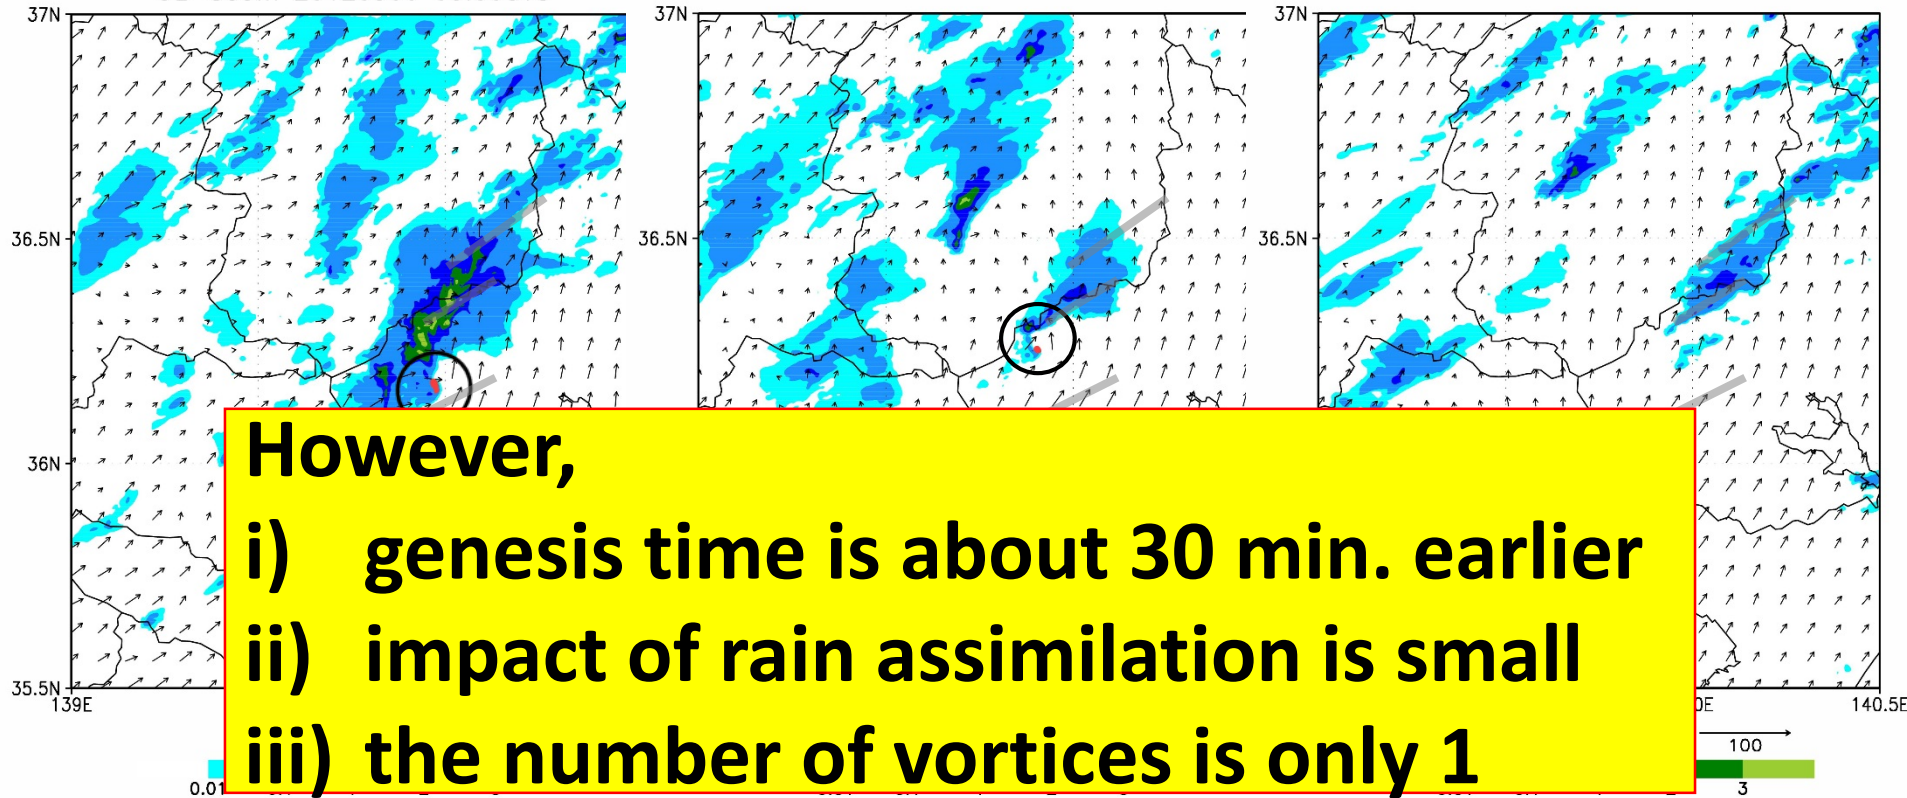 37N
37N
37N
36.5N
36.5N
36.5N
36N
35.5N
139E
140.5E
However,
i) genesis time is about 30 min. earlier
ii) impact of rain assimilation is small
iii) the number of vortices is only 1
100
0.01
3